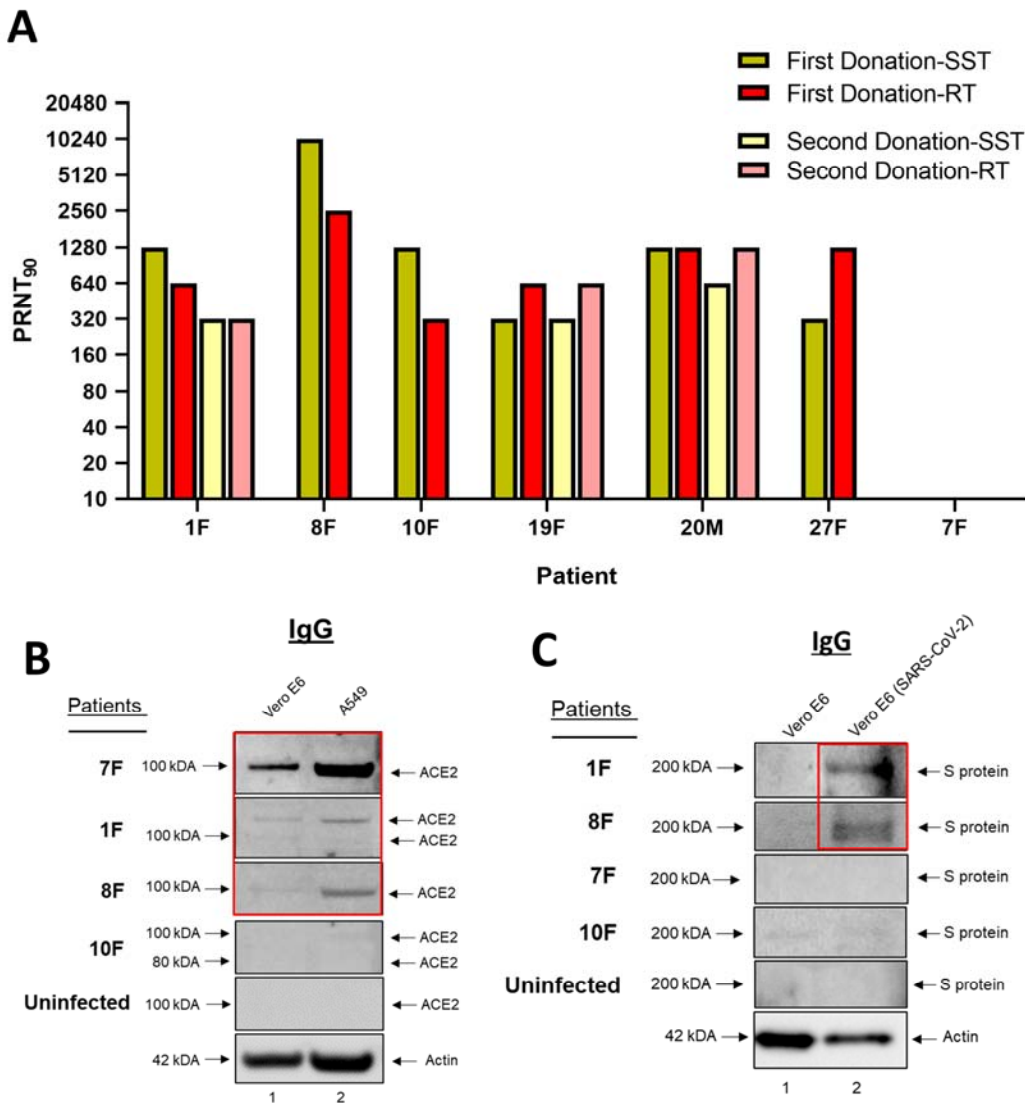 A
First Donation-SST
First Donation-RT
Second Donation-SST
Second Donation-RT
20480
10240
5120
2560
1280
640
320
160
80
40
20
10
PRNT90
1F 8F 10F 19F 20M 27F 7F
Patient
B
IgG
Patients
Vero E6 A549
7F 100 kDA ACE2
1F ACE2
100 kDA ACE2
8F 100 kDA ACE2
10F 100 kDA ACE2
80 kDA ACE2
Uninfected 100 kDA ACE2
42 kDA Actin
1 2
C
IgG
Patients
Vero E6 Vero E6 (SARS-CoV-2)
1F 200 kDA S protein
8F 200 kDA S protein
7F 200 kDA S protein
10F 200 kDA S protein
Uninfected 200 kDA S protein
42 kDA Actin
1 2